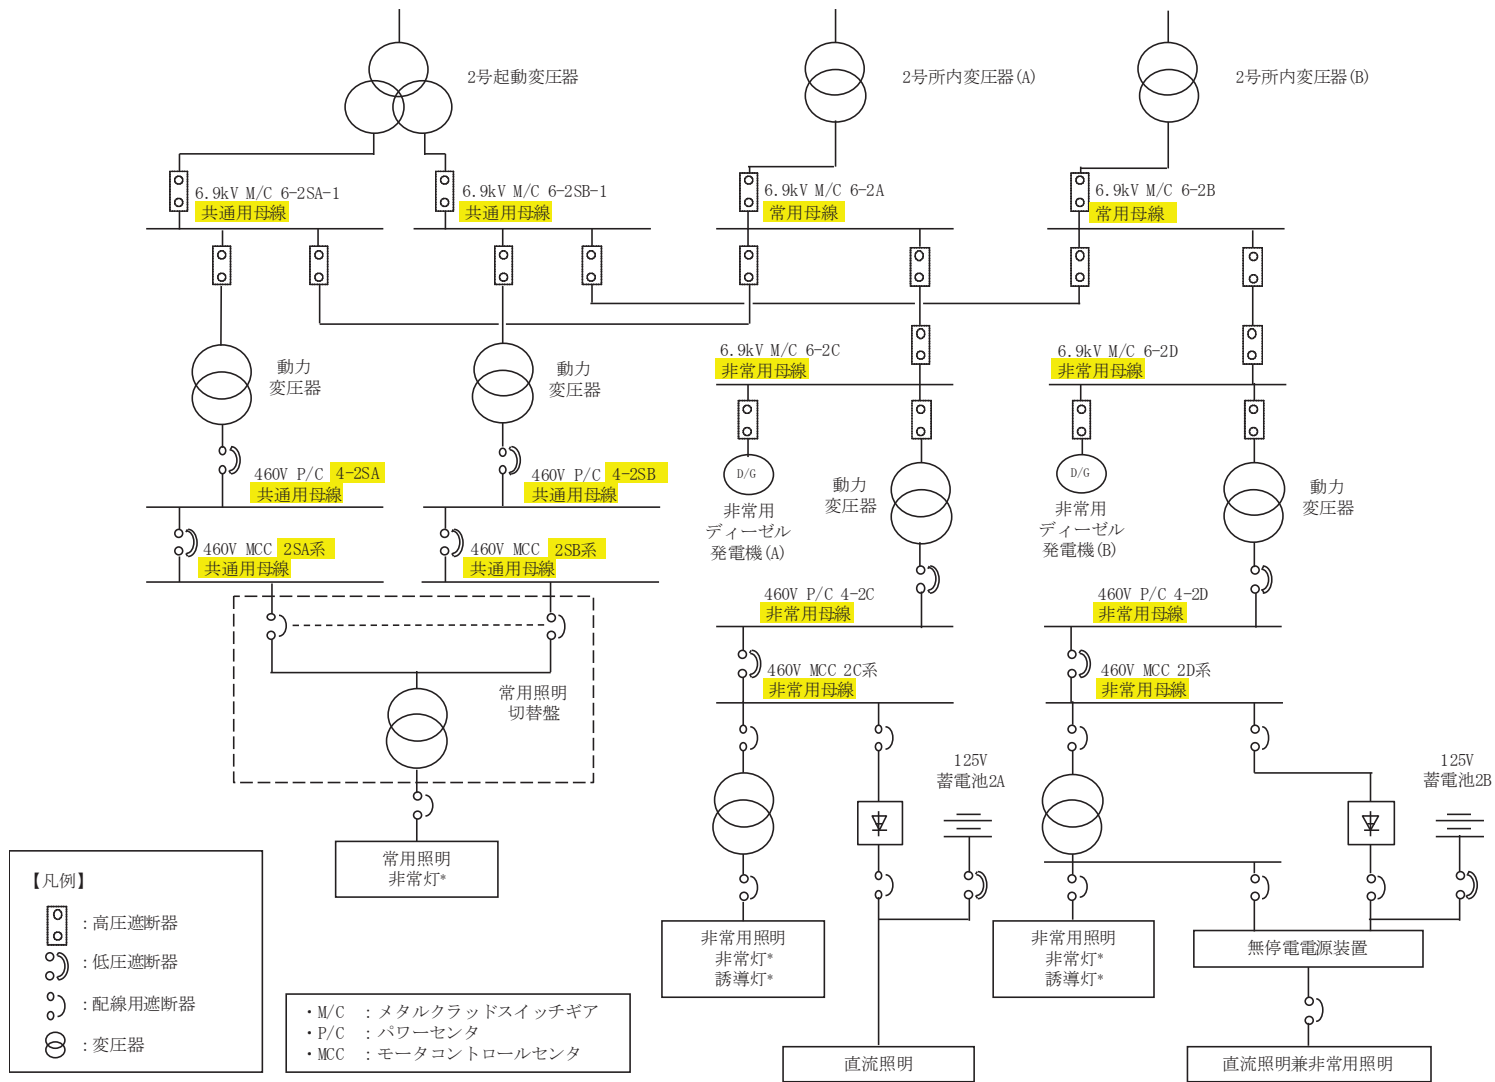 2号起動変圧器
2号所内変圧器(A)
2号所内変圧器(B)
6.9kV M/C 6-2SA-1
共通用母線
6.9kV M/C 6-2SB-1
共通用母線
6.9kV M/C 6-2A
常用母線
6.9kV M/C 6-2B
常用母線
動力
変圧器
動力
変圧器
6.9kV M/C 6-2C
非常用母線
6.9kV M/C 6-2D
非常用母線
460V P/C 4-2SA
共通用母線
460V P/C 4-2SB
共通用母線
D/G
非常用
ディーゼル
発電機(A)
動力
変圧器
D/G
非常用
ディーゼル
発電機(B)
動力
変圧器
460V MCC 2SA系
共通用母線
460V MCC 2SB系
共通用母線
460V P/C 4-2C
非常用母線
460V P/C 4-2D
非常用母線
460V MCC 2C系
非常用母線
460V MCC 2D系
非常用母線
常用照明
切替盤
125V
蓄電池2A
125V
蓄電池2B
常用照明
非常灯*
非常用照明
非常灯*
誘導灯*
非常用照明
非常灯*
誘導灯*
無停電電源装置
直流照明
直流照明兼非常用照明
【凡例】
:高圧遮断器
:低圧遮断器
:配線用遮断器
:変圧器
・M/C :メタルクラッドスイッチギア
・P/C :パワーセンタ
・MCC :モータコントロールセンタ